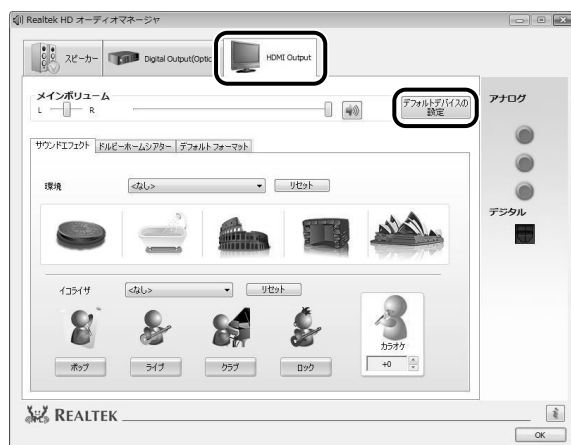 Realtek HD オーディオマネージャ
スピーカー
Digital Output(Optic
HDMI Output
メインボリューム
L
R
デフォルトデバイスの
設定
アナログ
サウンドエフェクト
ドルビーホームシアター
デフォルトフォーマット
環境
<なし>
リセット
デジタル
イコライザ
<なし>
リセット
カラオケ
ポップ
ライブ
クラブ
ロック
+0
REALTEK
i
OK